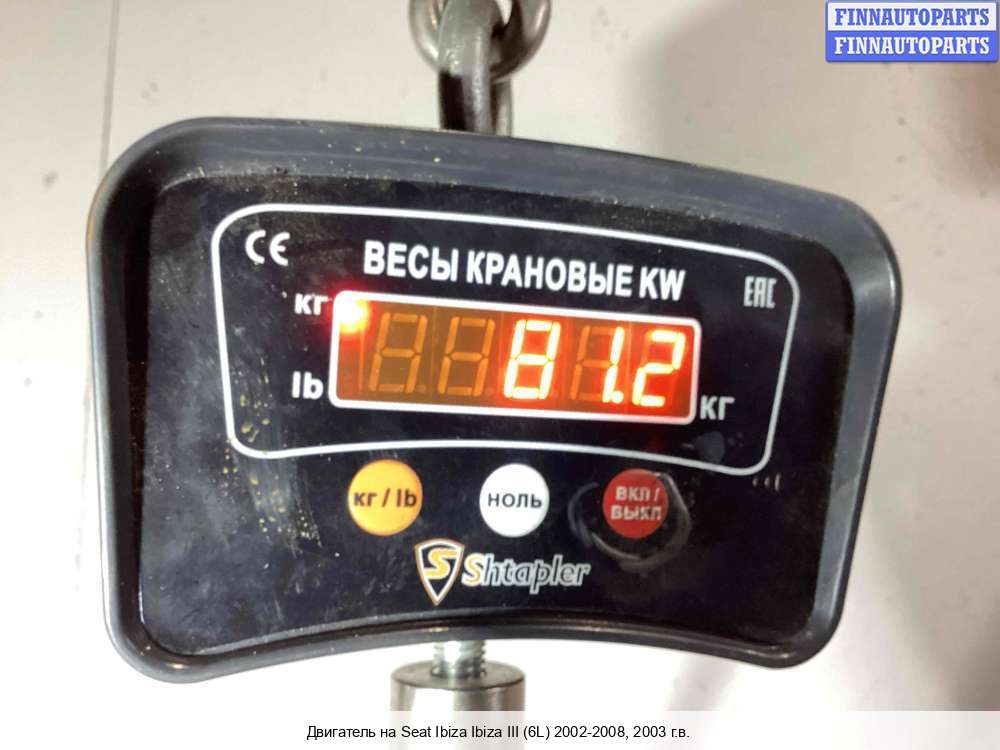 FINNAUTOPARTS
FINNAUTOPARTS
CE
ВЕСЫ КРАНОВЫЕ KW
EAC
кг
81.2
lb
кг
кг / lb
НОЛЬ
ВКЛ /
ВЫКЛ
S Shtapler
Двигатель на Seat Ibiza Ibiza III (6L) 2002-2008, 2003 г.в.